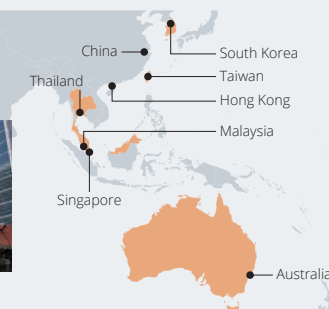 South Korea
China
Taiwan
Thailand
Hong Kong
Malaysia
Singapore
Australia